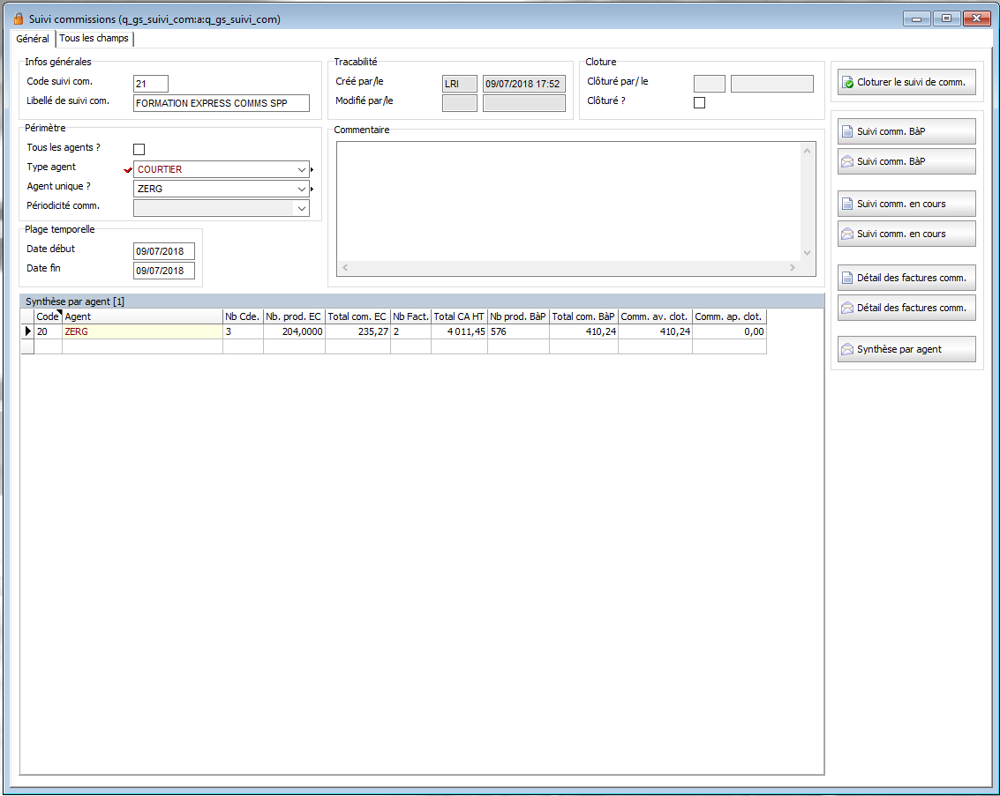 Suivi commissions (q_gs_suivi_com:a:q_gs_suivi_com)
Général Tous les champs
Infos générales
Code suivi com. 21
Libellé de suivi com. FORMATION EXPRESS COMMS SPP
Tracabilité
Créé par/le LRI 09/07/2018 17:52
Modifié par/le
Cloture
Clôturé par/ le
Clôturé ?
Cloturer le suivi de comm.
Périmètre
Tous les agents ?
Type agent COURTIER
Agent unique ? ZERG
Périodicité comm.
Commentaire
Suivi comm. BàP
Suivi comm. BàP
Suivi comm. en cours
Suivi comm. en cours
Détail des factures comm.
Détail des factures comm.
Synthèse par agent
Plage temporelle
Date début 09/07/2018
Date fin 09/07/2018
Synthèse par agent [1]
Code Agent Nb Cde. Nb. prod. EC Total com. EC Nb Fact. Total CA HT Nb prod. BàP Total com. BàP Comm. av. clot. Comm. ap. clot.
20 ZERG 3 204,0000 235,27 2 4 011,45 576 410,24 410,24 0,00